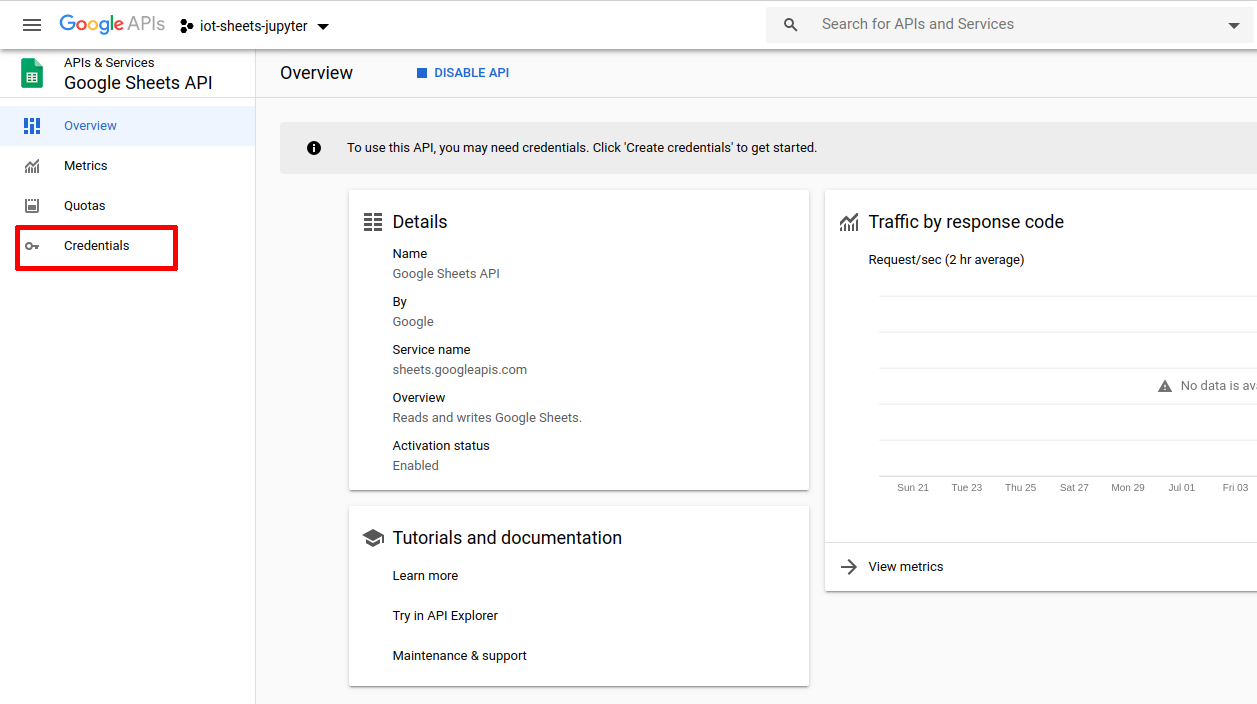 Google APIs
iot-sheets-jupyter
Search for APIs and Services
APIs & Services
Google Sheets API
Overview
DISABLE API
Overview
Metrics
Quotas
Credentials
To use this API, you may need credentials. Click 'Create credentials' to get started.
Details
Name
Google Sheets API
By
Google
Service name
sheets.googleapis.com
Overview
Reads and writes Google Sheets.
Activation status
Enabled
Tutorials and documentation
Learn more
Try in API Explorer
Maintenance & support
Traffic by response code
Request/sec (2 hr average)
No data is
Sun 21 Tue 23 Thu 25 Sat 27 Mon 29 Jul 01 Fri 03
View metrics